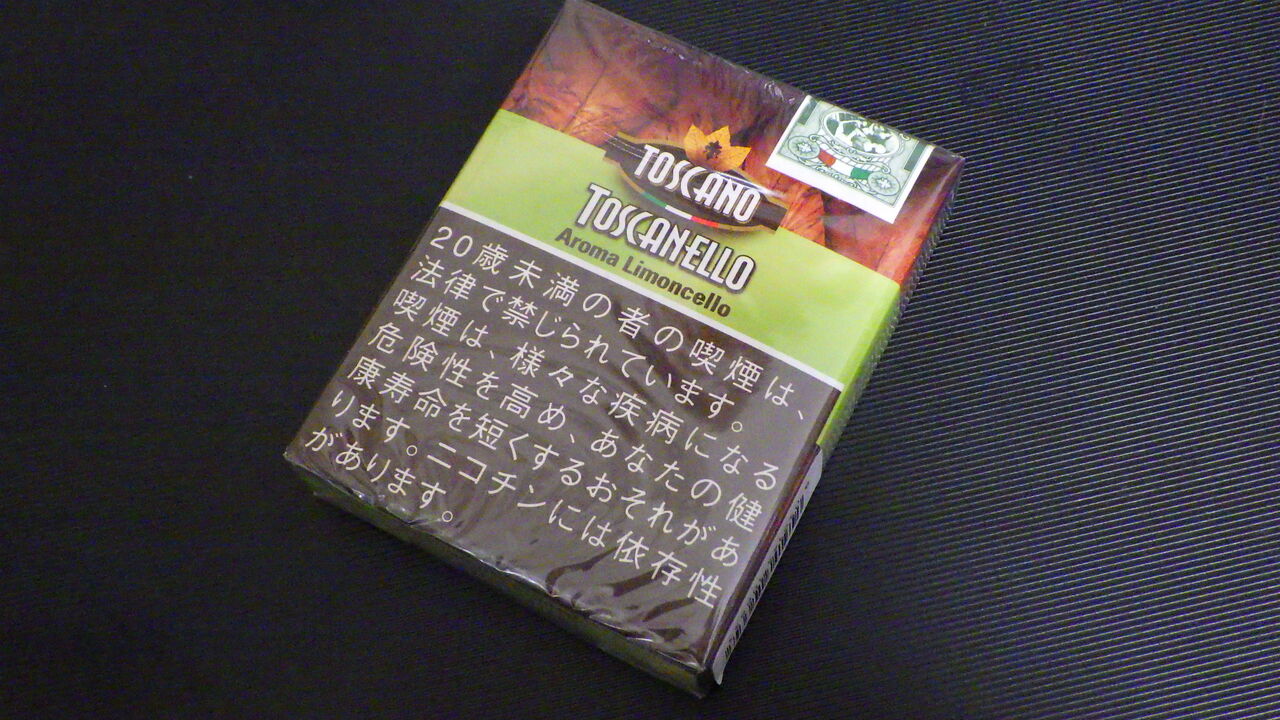 TOSCANO
TOSCANELLO
Aroma Limoncello
20歳未満の者の喫煙は、
法律で禁じられています。
喫煙は、様々な疾病になる
危険性を高め、あなたの健
康寿命を短くするおそれがあ
ります。ニコチンには依存性
があります。